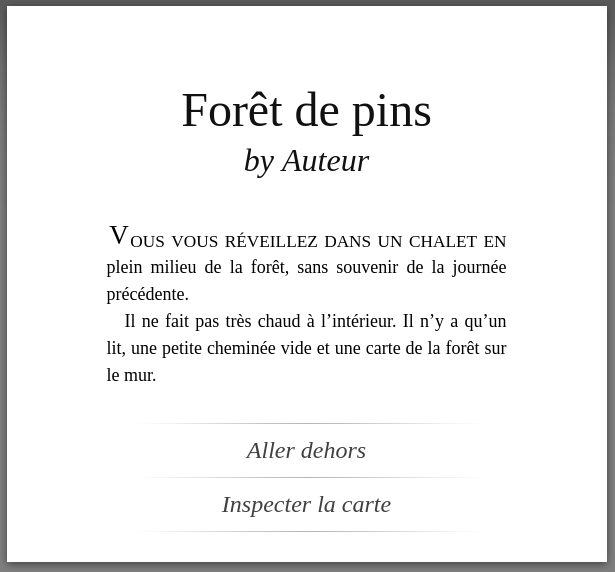 Forêt de pins
by Auteur
Vous vous réveillez dans un chalet en
plein milieu de la forêt, sans souvenir de la journée
précédente.
Il ne fait pas très chaud à l’intérieur. Il n’y a qu’un
lit, une petite cheminée vide et une carte de la forêt sur
le mur.
Aller dehors
Inspecter la carte